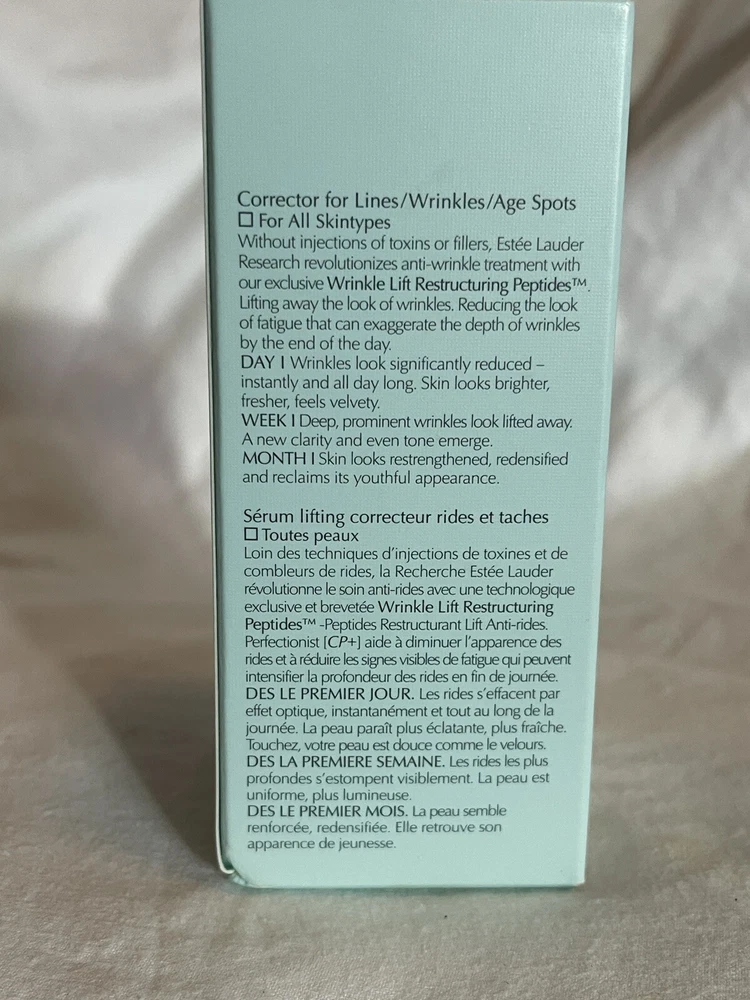 Corrector for Lines/Wrinkles/Age Spots
☐ For All Skintypes
Without injections of toxins or fillers, Estée Lauder
Research revolutionizes anti-wrinkle treatment with
our exclusive Wrinkle Lift Restructuring Peptides™.
Lifting away the look of wrinkles. Reducing the look
of fatigue that can exaggerate the depth of wrinkles
by the end of the day.
DAY I Wrinkles look significantly reduced –
instantly and all day long. Skin looks brighter,
fresher, feels velvety.
WEEK I Deep, prominent wrinkles look lifted away.
A new clarity and even tone emerge.
MONTH I Skin looks restrengthened, redensified
and reclaims its youthful appearance.
Sérum lifting correcteur rides et taches
☐ Toutes peaux
Loin des techniques d'injections de toxines et de
combleurs de rides, la Recherche Estée Lauder
révolutionne le soin anti-rides avec une technologique
exclusive et brevetée Wrinkle Lift Restructuring
Peptides™ -Peptides Restructurant Lift Anti-rides.
Perfectionist [CP+] aide à diminuer l'apparence des
rides et à réduire les signes visibles de fatigue qui peuvent
intensifier la profondeur des rides en fin de journée.
DES LE PREMIER JOUR. Les rides s'effacent par
effet optique, instantanément et tout au long de la
journée. La peau paraît plus éclatante, plus fraîche.
Touchez, votre peau est douce comme le velours.
DES LA PREMIERE SEMAINE. Les rides les plus
profondes s'estompent visiblement. La peau est
uniforme, plus lumineuse.
DES LE PREMIER MOIS. La peau semble
renforcée, redensifiée. Elle retrouve son
apparence de jeunesse.